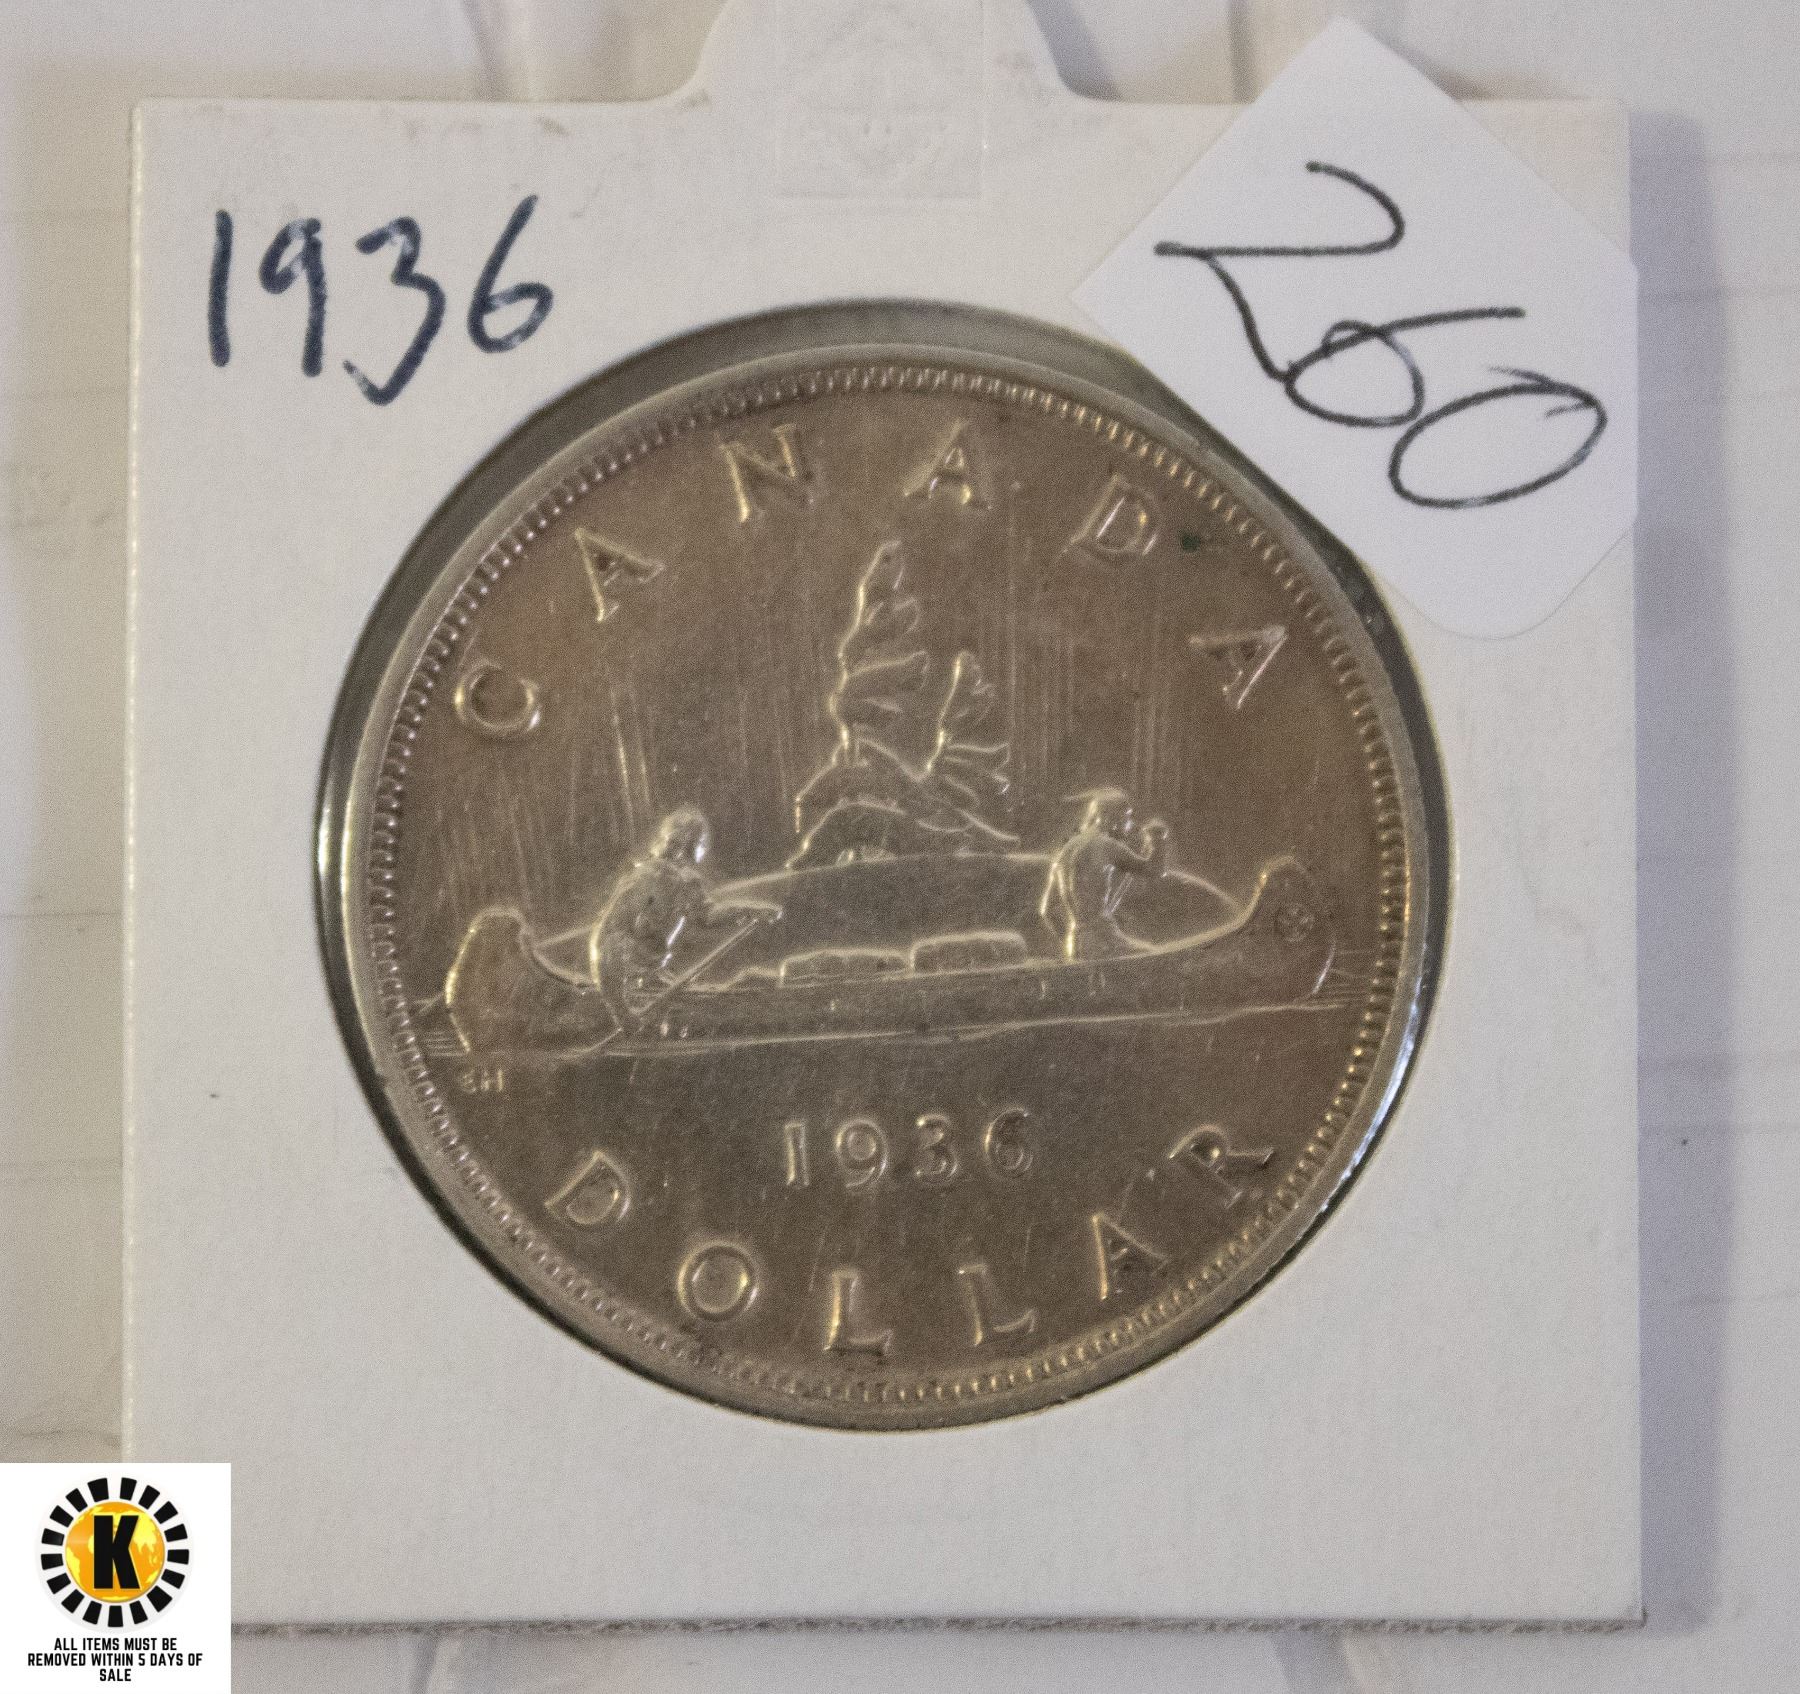 1936
260
CANADA
EH
1936
DOLLAR
K
ALL ITEMS MUST BE
REMOVED WITHIN 5 DAYS OF
SALE